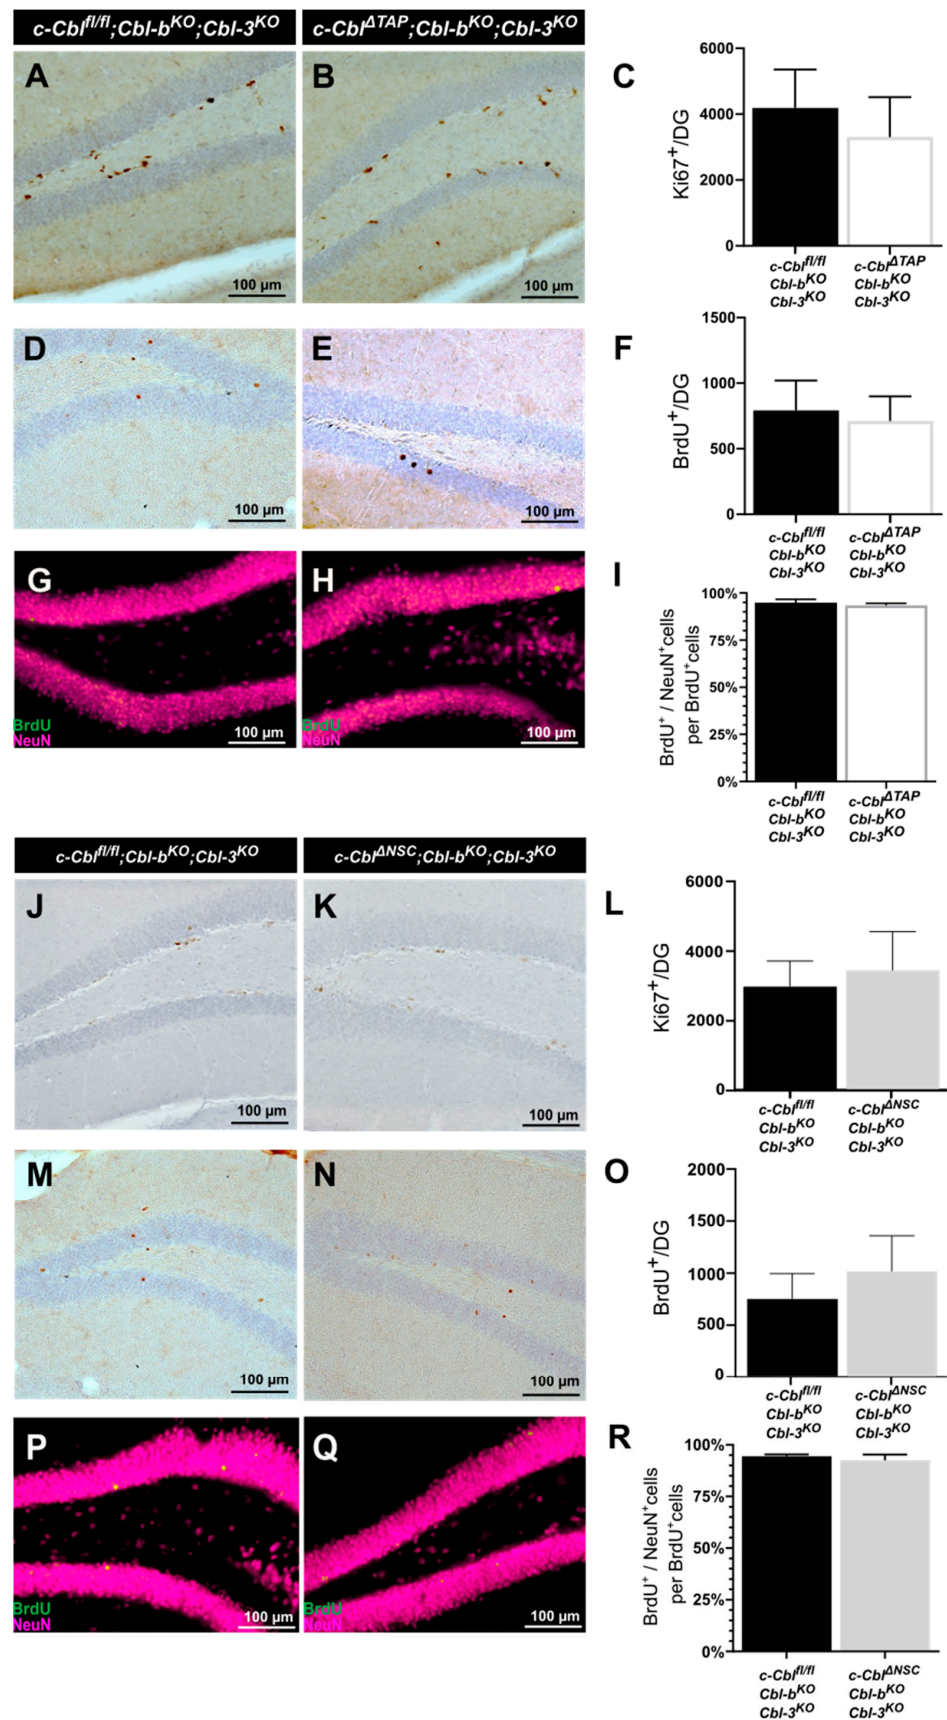 c-Cbl^fl/fl;Cbl-b^KO;Cbl-3^KO
c-Cbl^ΔTAP;Cbl-b^KO;Cbl-3^KO
A
100 µm
B
100 µm
C
Ki67⁺/DG
6000
4000
2000
0
c-Cbl^fl/fl
Cbl-b^KO
Cbl-3^KO
c-Cbl^ΔTAP
Cbl-b^KO
Cbl-3^KO
D
100 µm
E
100 µm
F
BrdU⁺/DG
1500
1000
500
0
c-Cbl^fl/fl
Cbl-b^KO
Cbl-3^KO
c-Cbl^ΔTAP
Cbl-b^KO
Cbl-3^KO
G
BrdU
NeuN
100 µm
H
BrdU
NeuN
100 µm
I
BrdU⁺ / NeuN⁺cells
per BrdU⁺cells
100%
75%
50%
25%
0%
c-Cbl^fl/fl
Cbl-b^KO
Cbl-3^KO
c-Cbl^ΔTAP
Cbl-b^KO
Cbl-3^KO
c-Cbl^fl/fl;Cbl-b^KO;Cbl-3^KO
c-Cbl^ΔNSC;Cbl-b^KO;Cbl-3^KO
J
100 µm
K
100 µm
L
Ki67⁺/DG
6000
4000
2000
0
c-Cbl^fl/fl
Cbl-b^KO
Cbl-3^KO
c-Cbl^ΔNSC
Cbl-b^KO
Cbl-3^KO
M
100 µm
N
100 µm
O
BrdU⁺/DG
2000
1500
1000
500
0
c-Cbl^fl/fl
Cbl-b^KO
Cbl-3^KO
c-Cbl^ΔNSC
Cbl-b^KO
Cbl-3^KO
P
BrdU
NeuN
100 µm
Q
BrdU
NeuN
100 µm
R
BrdU⁺ / NeuN⁺cells
per BrdU⁺cells
100%
75%
50%
25%
0%
c-Cbl^fl/fl
Cbl-b^KO
Cbl-3^KO
c-Cbl^ΔNSC
Cbl-b^KO
Cbl-3^KO